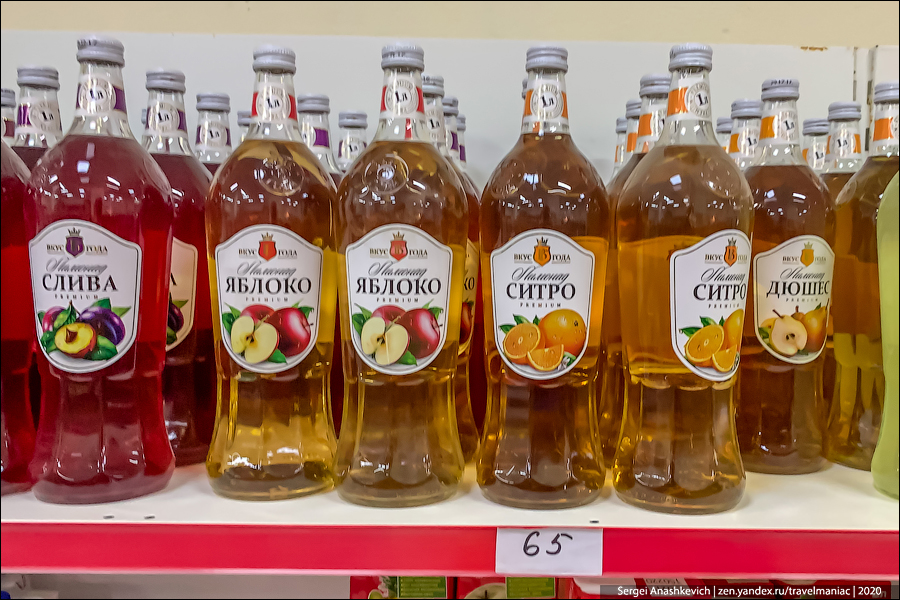 ВКУС ГОДА
Лимонад
СЛИВА
PREMIUM
ВКУС ГОДА
Лимонад
ЯБЛОКО
PREMIUM
ВКУС ГОДА
Лимонад
ЯБЛОКО
PREMIUM
ВКУС ГОДА
Лимонад
СИТРО
PREMIUM
ВКУС ГОДА
Лимонад
СИТРО
PREMIUM
ВКУС ГОДА
Лимонад
ДЮШЕС
PREMIUM
65
Sergei Anashkevich | zen.yandex.ru/travelmaniac | 2020